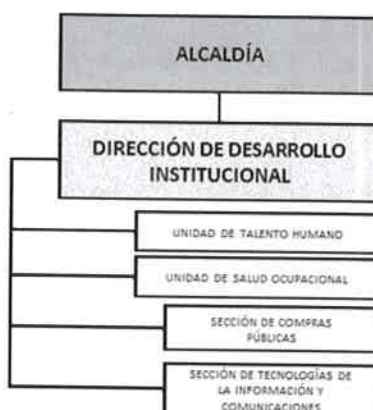 ALCALDÍA
DIRECCIÓN DE DESARROLLO
INSTITUCIONAL
UNIDAD DE TALENTO HUMANO
UNIDAD DE SALUD OCUPACIONAL
SECCIÓN DE COMPRAS
PÚBLICAS
SECCIÓN DE TECNOLOGÍAS DE
LA INFORMACIÓN Y
COMUNICACIONES